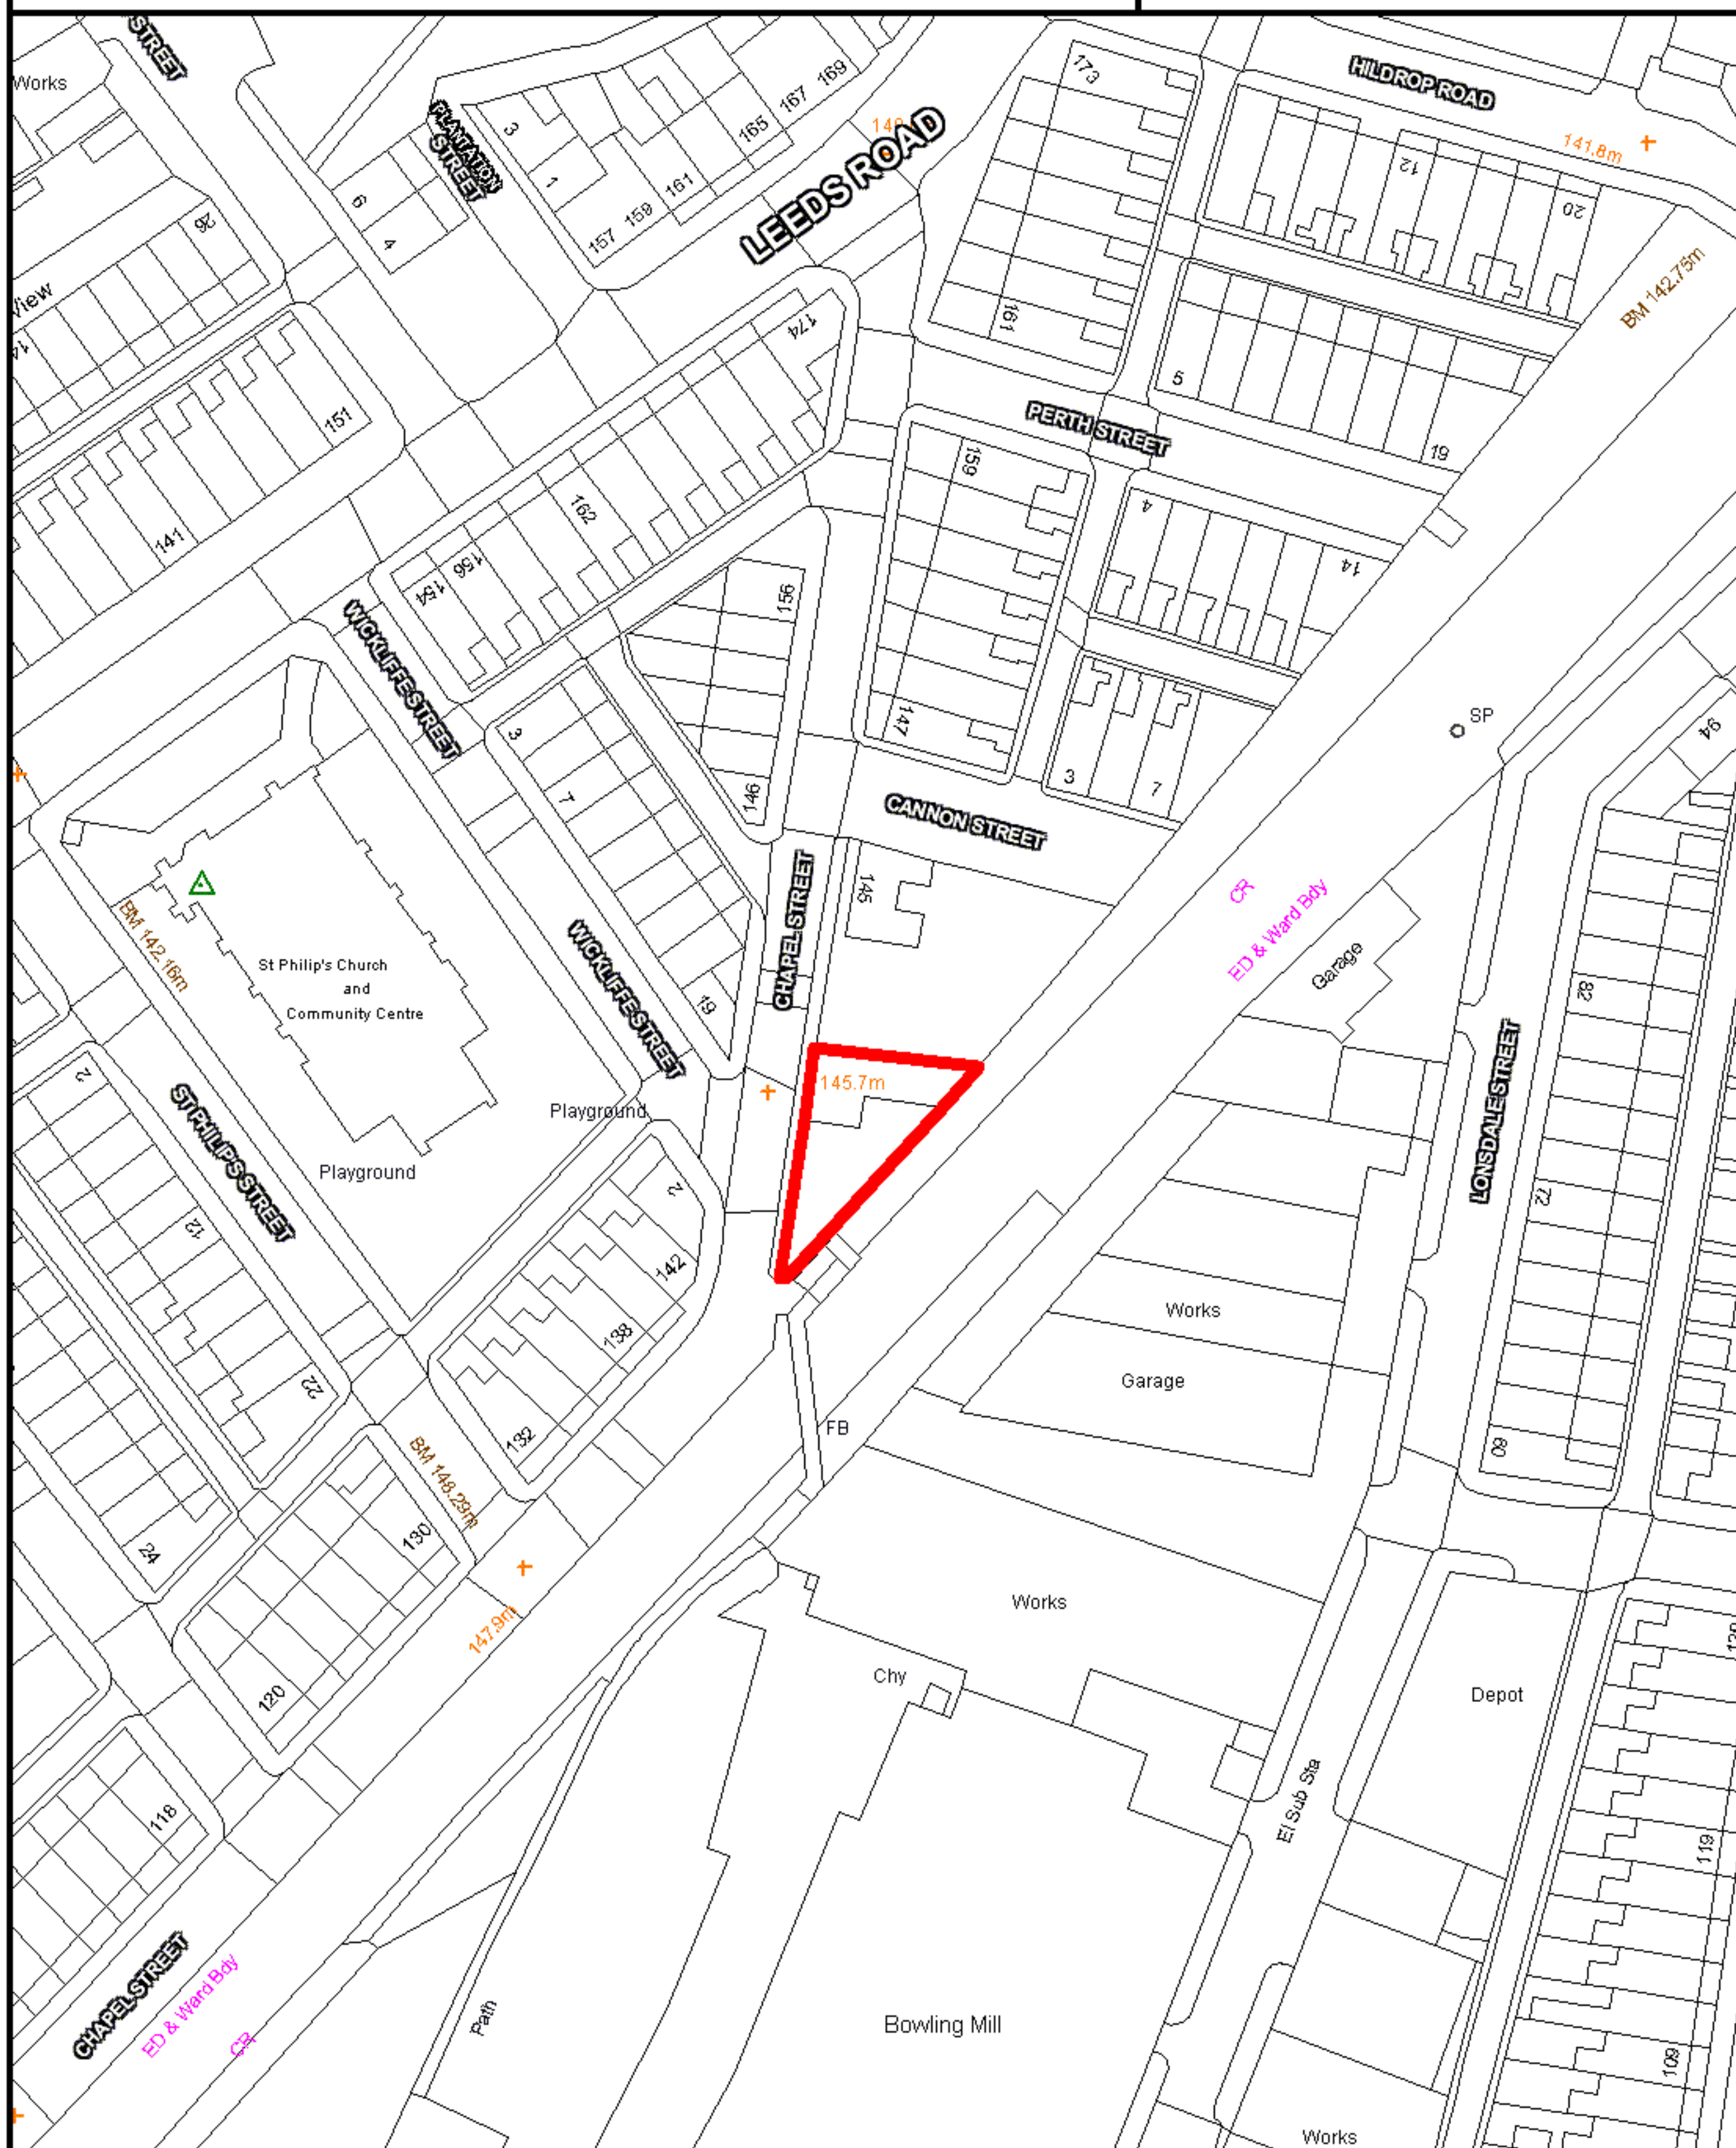 STREET
Works
PLANTATION
STREET
3
1
157
159
161
165
167
169
LEEDS ROAD
173
HILDROP ROAD
141.8m
12
20
BM 142.75m
6
4
26
View
174
161
5
PERTH STREET
19
151
141
162
156
154
159
4
14
156
WICKLIFFE STREET
147
3
7
SP
94
3
7
146
CANNON STREET
145
CHAPEL STREET
CR
ED & Ward Bdy
Garage
82
BM 142.16m
St Philip's Church
and
Community Centre
WICKLIFFE STREET
19
LONSDALE STREET
2
145.7m
Playground
Playground
ST PHILIP'S STREET
2
12
72
142
138
Works
Garage
22
132
FB
60
BM 148.29m
130
24
147.9m
Works
120
Chy
Depot
118
El Sub Sta
119
CHAPEL STREET
ED & Ward Bdy
CR
Path
Bowling Mill
109
Works